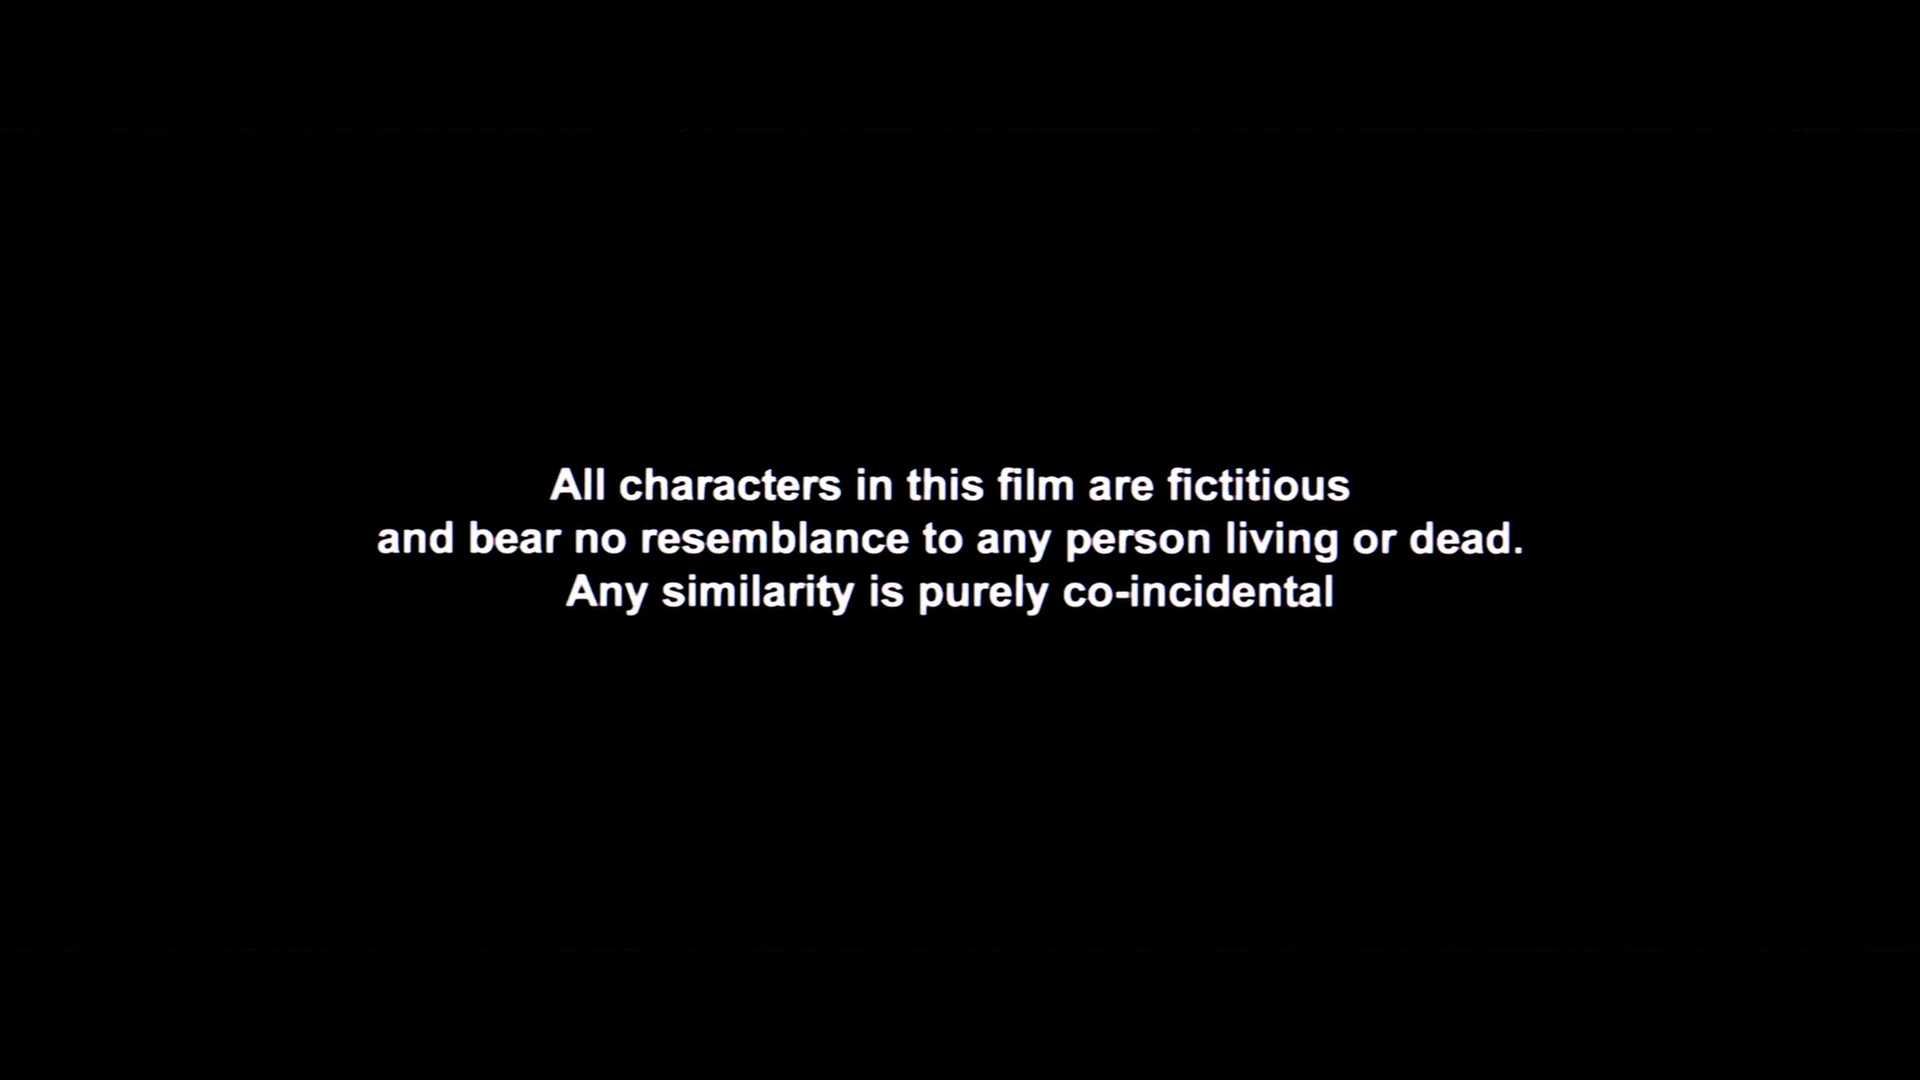 All characters in this film are fictitious
and bear no resemblance to any person living or dead.
Any similarity is purely co-incidental